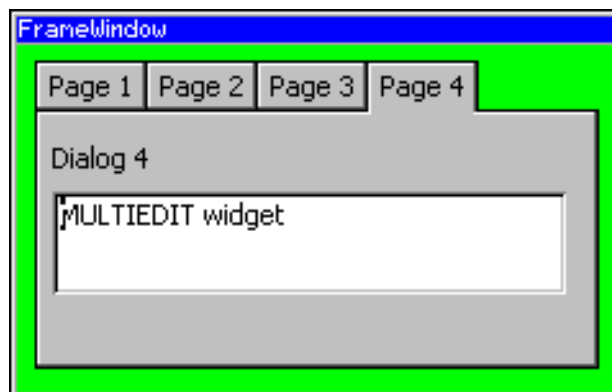 FrameWindow
Page 1 Page 2 Page 3 Page 4
Dialog 4
MULTIEDIT widget